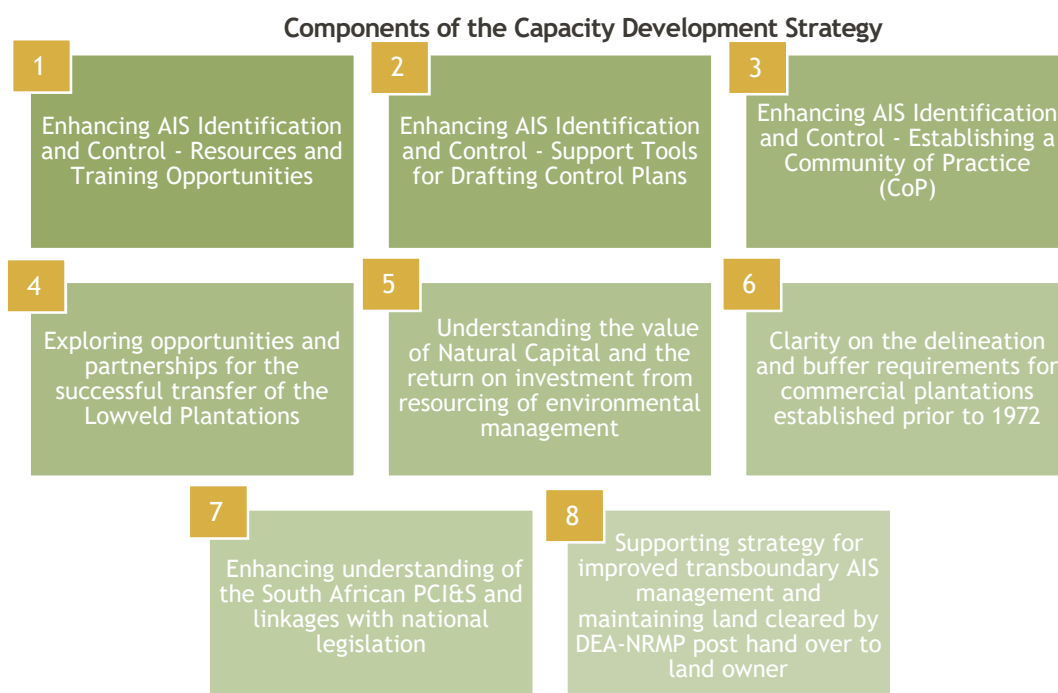 Components of the Capacity Development Strategy
1
Enhancing AIS Identification
and Control - Resources and
Training Opportunities
2
Enhancing AIS Identification
and Control - Support Tools
for Drafting Control Plans
3
Enhancing AIS Identification
and Control - Establishing a
Community of Practice
(CoP)
4
Exploring opportunities and
partnerships for the
successful transfer of the
Lowveld Plantations
5
Understanding the value
of Natural Capital and the
return on investment from
resourcing of environmental
management
6
Clarity on the delineation
and buffer requirements for
commercial plantations
established prior to 1972
7
Enhancing understanding of
the South African PCI&S and
linkages with national
legislation
8
Supporting strategy for
improved transboundary AIS
management and
maintaining land cleared by
DEA-NRMP post hand over to
land owner